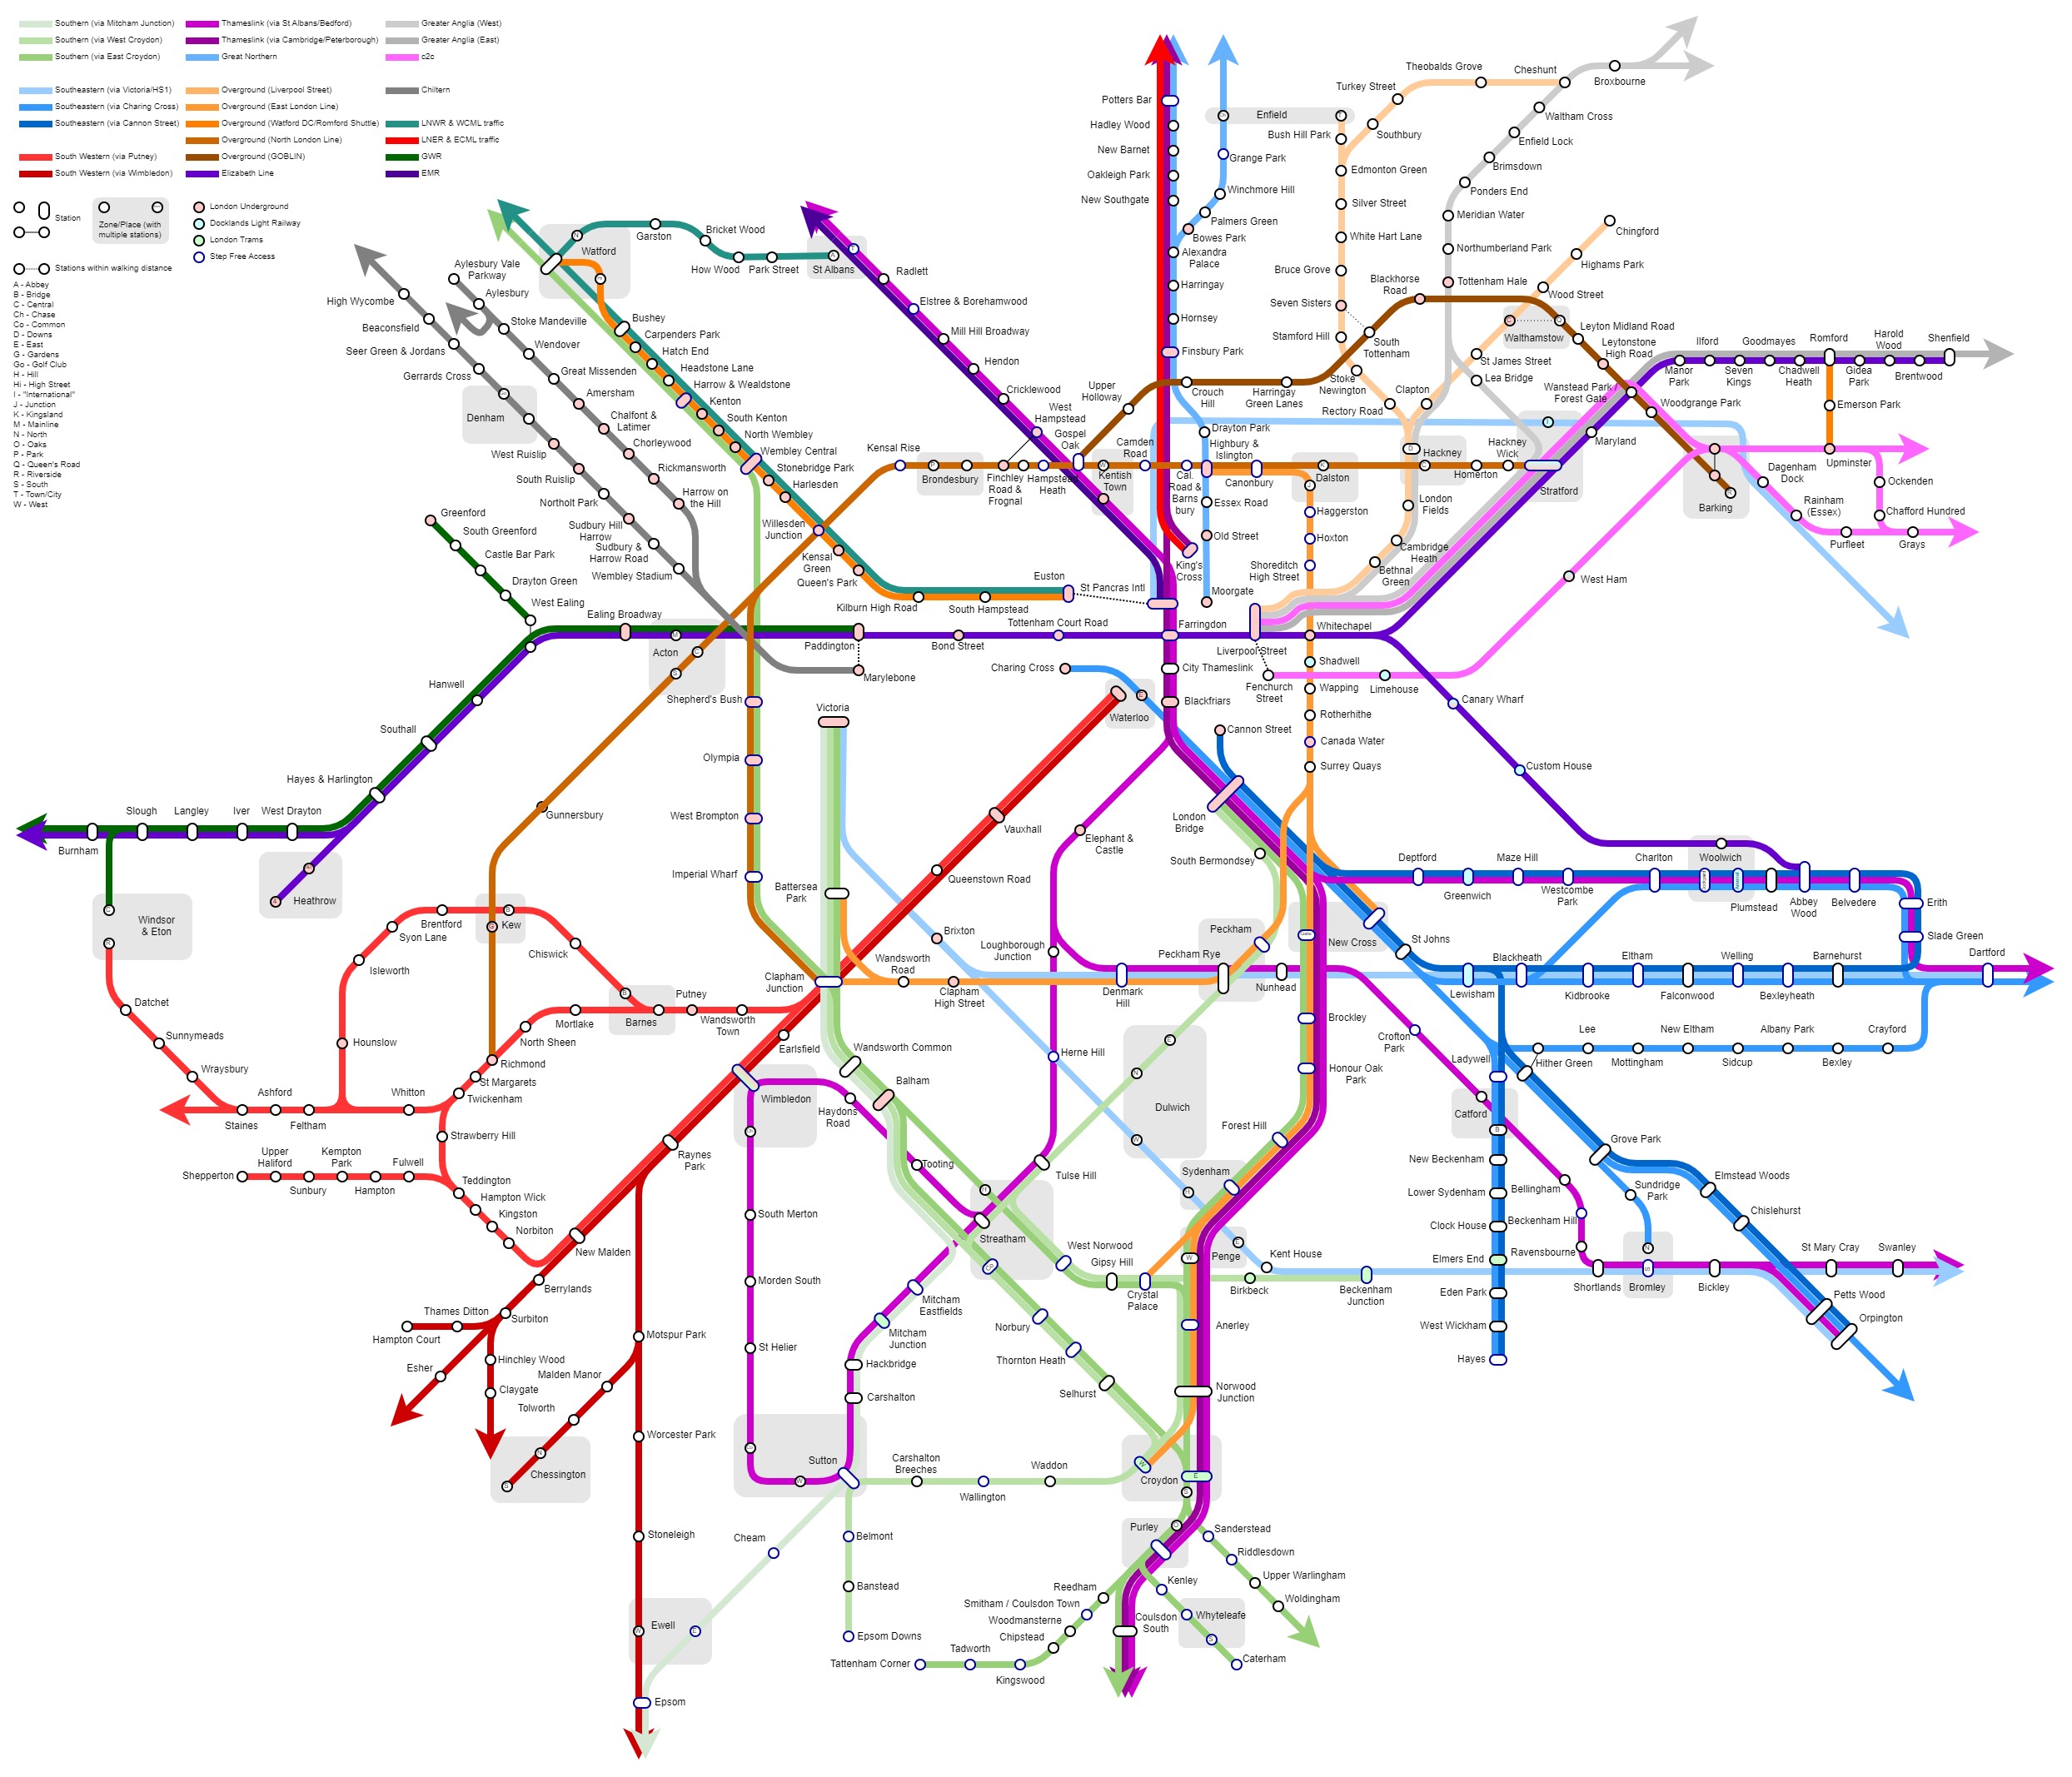 Southern (via Mitcham Junction)
Southern (via West Croydon)
Southern (via East Croydon)
Southeastern (via Victoria/HS1)
Southeastern (via Charing Cross)
Southeastern (via Cannon Street)
South Western (via Putney)
South Western (via Wimbledon)
Thameslink (via St Albans/Bedford)
Thameslink (via Cambridge/Peterborough)
Great Northern
Overground (Liverpool Street)
Overground (East London Line)
Overground (Watford DC/Romford Shuttle)
Overground (North London Line)
Overground (GOBLIN)
Elizabeth Line
Greater Anglia (West)
Greater Anglia (East)
c2c
Chiltern
LNWR & WCML traffic
LNER & ECML traffic
GWR
EMR
Station
Zone/Place (with
multiple stations)
London Underground
Docklands Light Railway
London Trams
Step Free Access
Stations within walking distance
A - Abbey
B - Bridge
C - Central
Ch - Chase
Co - Common
D - Downs
E - East
G - Gardens
Go - Golf Club
H - Hill
Hi - High Street
I - "International"
J - Junction
K - Kingsland
M - Mainline
N - North
O - Oaks
P - Park
Q - Queen's Road
R - Riverside
S - South
T - Town/City
W - West
High Wycombe
Beaconsfield
Seer Green & Jordans
Gerrards Cross
Denham
West Ruislip
South Ruislip
Northolt Park
Sudbury Hill
Harrow
Sudbury &
Harrow Road
Wembley Stadium
Aylesbury Vale
Parkway
Aylesbury
Stoke Mandeville
Wendover
Great Missenden
Amersham
Chalfont &
Latimer
Chorleywood
Rickmansworth
Harrow on
the Hill
Watford
Garston
Bricket Wood
How Wood
Park Street
St Albans
Bushey
Carpenders Park
Hatch End
Headstone Lane
Harrow & Wealdstone
Kenton
South Kenton
North Wembley
Wembley Central
Stonebridge Park
Harlesden
Willesden
Junction
Kensal
Green
Queen's Park
Kilburn High Road
South Hampstead
Euston
Radlett
Elstree & Borehamwood
Mill Hill Broadway
Hendon
Cricklewood
West
Hampstead
Kentish
Town
St Pancras Intl
Potters Bar
Hadley Wood
New Barnet
Oakleigh Park
New Southgate
Alexandra
Palace
Harringay
Hornsey
Finsbury Park
Drayton Park
Highbury &
Islington
Essex Road
Old Street
Moorgate
King's
Cross
Enfield
Grange Park
Winchmore Hill
Palmers Green
Bowes Park
Bush Hill Park
Edmonton Green
Silver Street
White Hart Lane
Bruce Grove
Seven Sisters
Stamford Hill
Stoke
Newington
Rectory Road
Turkey Street
Southbury
Theobalds Grove
Cheshunt
Broxbourne
Waltham Cross
Enfield Lock
Brimsdown
Ponders End
Meridian Water
Northumberland Park
Tottenham Hale
Lea Bridge
Chingford
Highams Park
Wood Street
Walthamstow
St James Street
Clapton
Hackney
London
Fields
Cambridge
Heath
Bethnal
Green
Blackhorse
Road
South
Tottenham
Harringay
Green Lanes
Crouch
Hill
Upper
Holloway
Gospel
Oak
Leyton Midland Road
Leytonstone
High Road
Wanstead Park /
Forest Gate
Woodgrange Park
Barking
Kensal Rise
Brondesbury
Finchley
Road &
Frognal
Hampstead
Heath
Camden
Road
Cal.
Road &
Barns
bury
Canonbury
Dalston
Homerton
Hackney
Wick
Stratford
Maryland
Manor
Park
Ilford
Seven
Kings
Goodmayes
Chadwell
Heath
Romford
Gidea
Park
Harold
Wood
Brentwood
Shenfield
Emerson Park
Upminster
Ockenden
Chafford Hundred
Grays
Purfleet
Rainham
(Essex)
Dagenham
Dock
West Ham
Limehouse
Fenchurch
Street
Liverpool Street
Haggerston
Hoxton
Shoreditch
High Street
Whitechapel
Shadwell
Wapping
Rotherhithe
Canada Water
Surrey Quays
Canary Wharf
Custom House
Woolwich
Abbey
Wood
Greenford
South Greenford
Castle Bar Park
Drayton Green
West Ealing
Ealing Broadway
Acton
Paddington
Marylebone
Bond Street
Tottenham Court Road
Farringdon
City Thameslink
Blackfriars
Charing Cross
Waterloo
Cannon Street
London
Bridge
Hanwell
Southall
Hayes & Harlington
West Drayton
Iver
Langley
Slough
Burnham
Heathrow
Windsor
& Eton
Datchet
Sunnymeads
Wraysbury
Staines
Ashford
Feltham
Hounslow
Isleworth
Syon Lane
Brentford
Kew
Chiswick
Barnes
Gunnersbury
Whitton
Twickenham
St Margarets
Richmond
North Sheen
Mortlake
Putney
Wandsworth
Town
Strawberry Hill
Teddington
Hampton Wick
Kingston
Norbiton
Shepperton
Upper
Haliford
Sunbury
Kempton
Park
Hampton
Fulwell
Shepherd's Bush
Olympia
West Brompton
Imperial Wharf
Clapham
Junction
Victoria
Battersea
Park
Vauxhall
Queenstown Road
Earlsfield
Wimbledon
Raynes
Park
New Malden
Berrylands
Surbiton
Thames Ditton
Hampton Court
Esher
Hinchley Wood
Claygate
Motspur Park
Malden Manor
Tolworth
Chessington
Worcester Park
Stoneleigh
Ewell
Epsom
Cheam
Sutton
South Merton
Morden South
St Helier
Haydons
Road
Tooting
Streatham
Mitcham
Eastfields
Mitcham
Junction
Hackbridge
Carshalton
Carshalton
Breeches
Wallington
Waddon
Belmont
Banstead
Epsom Downs
Wandsworth Common
Balham
Norbury
Thornton Heath
Selhurst
Croydon
Wandsworth
Road
Clapham
High Street
Brixton
Denmark
Hill
Peckham Rye
Peckham
Nunhead
South Bermondsey
Elephant &
Castle
Loughborough
Junction
Herne Hill
Tulse Hill
Dulwich
West Norwood
Gipsy Hill
Crystal
Palace
Birkbeck
Beckenham
Junction
Sydenham
Penge
Kent House
New Cross
Brockley
Honour Oak
Park
Forest Hill
Anerley
Norwood
Junction
Purley
Sanderstead
Riddlesdown
Upper Warlingham
Woldingham
Kenley
Whyteleafe
Caterham
Reedham
Smitham / Coulsdon Town
Woodmansterne
Chipstead
Kingswood
Tadworth
Tattenham Corner
Coulsdon
South
Deptford
Greenwich
Maze Hill
Westcombe
Park
Charlton
Plumstead
Belvedere
Erith
Slade Green
Dartford
St Johns
Lewisham
Blackheath
Kidbrooke
Eltham
Falconwood
Welling
Bexleyheath
Barnehurst
Hither Green
Lee
Mottingham
New Eltham
Sidcup
Albany Park
Bexley
Crayford
Crofton
Park
Catford
Bellingham
Beckenham Hill
Ravensbourne
Shortlands
Bromley
Bickley
St Mary Cray
Swanley
Ladywell
New Beckenham
Lower Sydenham
Clock House
Elmers End
Eden Park
West Wickham
Hayes
Grove Park
Sundridge
Park
Elmstead Woods
Chislehurst
Petts Wood
Orpington